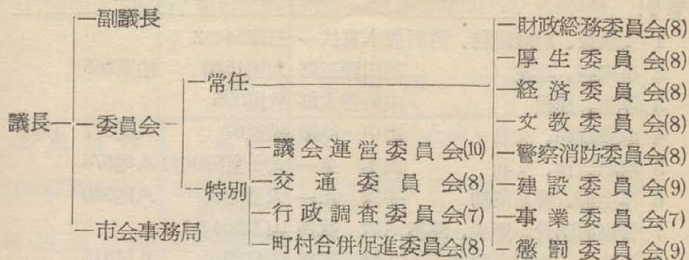 議長
副議長
委員会
市会事務局
常任
特別
財政総務委員会(8)
厚生委員会(8)
経済委員会(8)
文教委員会(8)
警察消防委員会(8)
建設委員会(9)
事業委員会(7)
懲罰委員会(9)
議会運営委員会(10)
交通委員会(8)
行政調査委員会(7)
町村合併促進委員会(8)